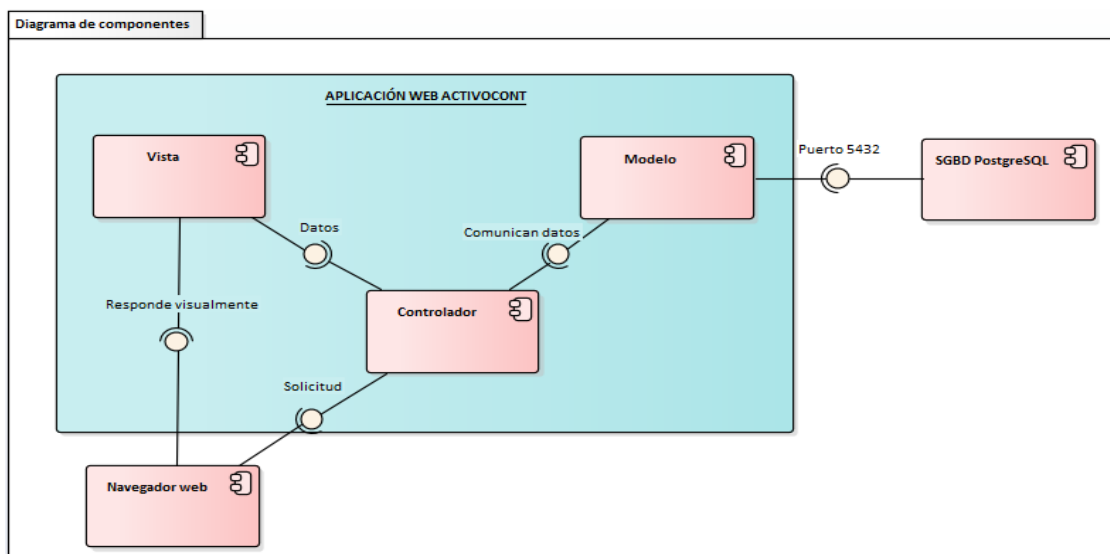 Diagrama de componentes
APLICACIÓN WEB ACTIVOCONT
Vista
Modelo
Puerto 5432
SGBD PostgreSQL
Datos
Comunican datos
Responde visualmente
Controlador
Solicitud
Navegador web